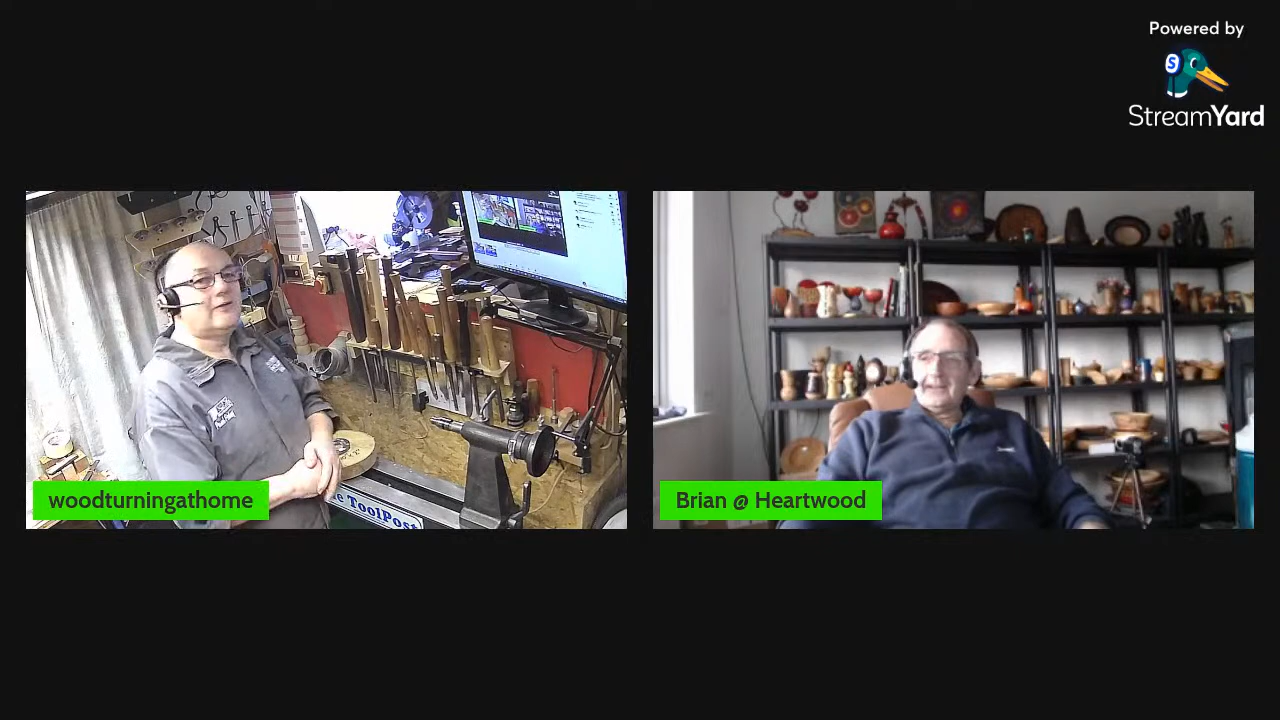 Powered by
S
StreamYard
woodturningathome
Brian @ Heartwood
ToolPost